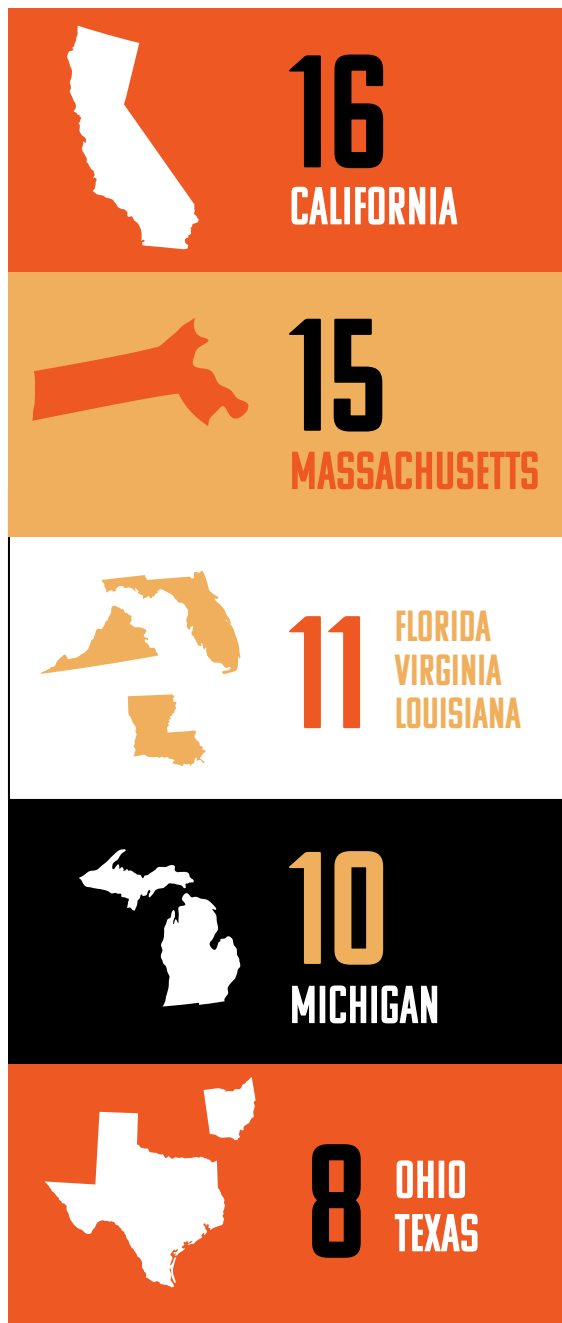 16
CALIFORNIA
15
MASSACHUSETTS
11
FLORIDA
VIRGINIA
LOUISIANA
10
MICHIGAN
8
OHIO
TEXAS